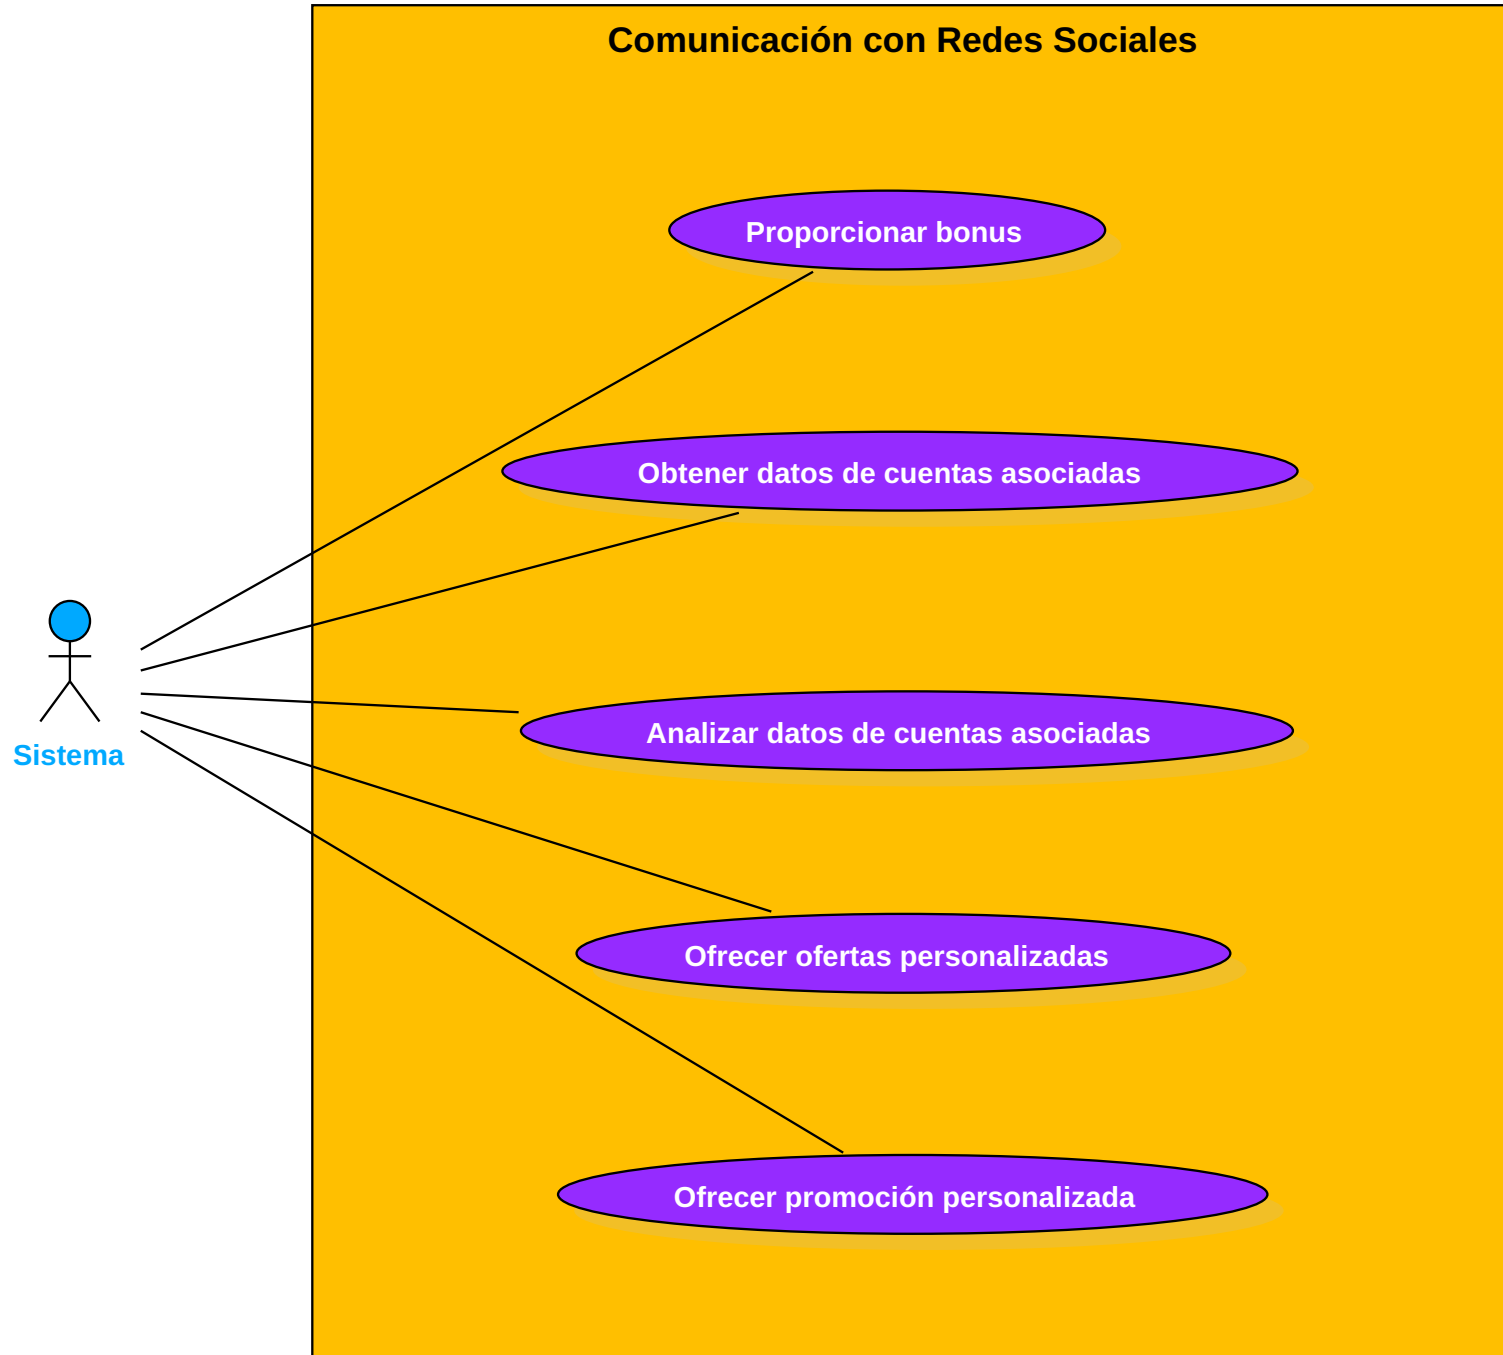 Comunicación con Redes Sociales
Proporcionar bonus
Obtener datos de cuentas asociadas
Sistema
Analizar datos de cuentas asociadas
Ofrecer ofertas personalizadas
Ofrecer promoción personalizada